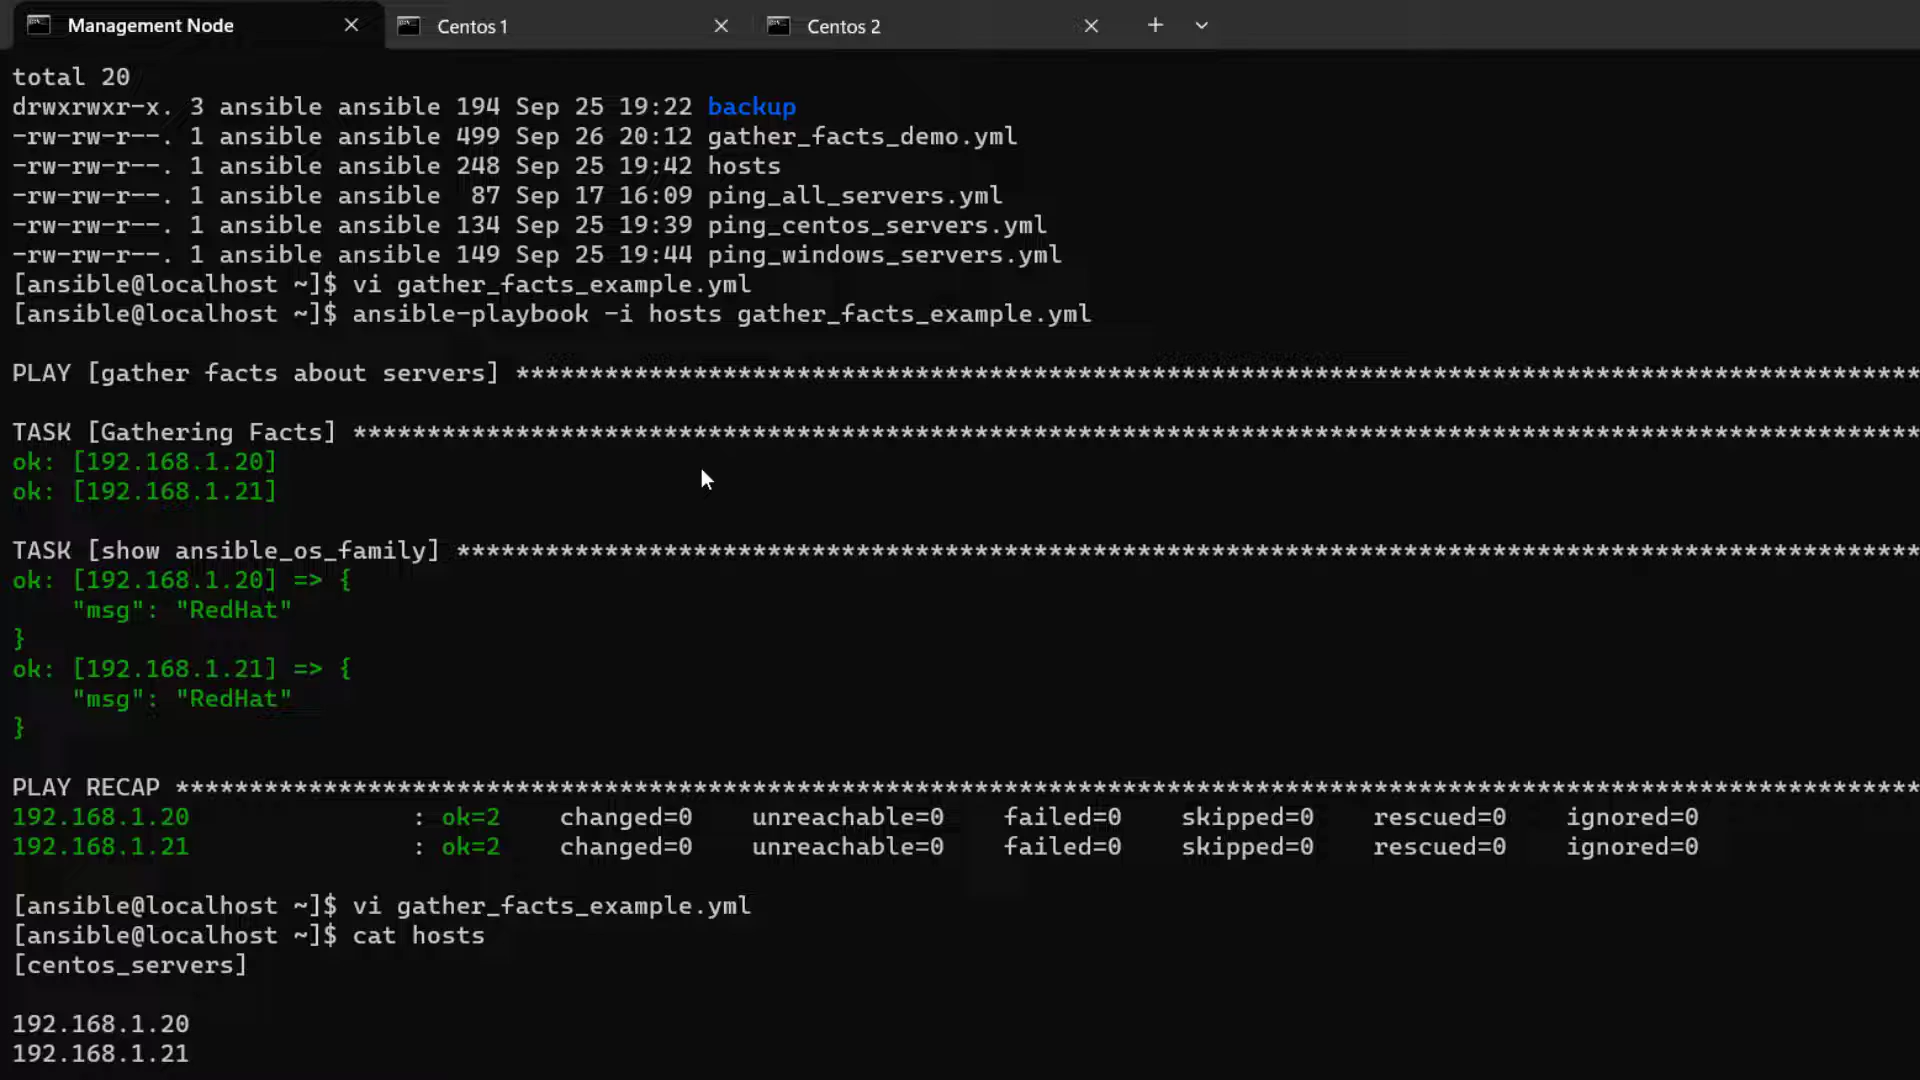 Management Node
Centos 1
Centos 2
total 20
drwxrwxr-x. 3 ansible ansible 194 Sep 25 19:22 backup
-rw-rw-r--. 1 ansible ansible 499 Sep 26 20:12 gather_facts_demo.yml
-rw-rw-r--. 1 ansible ansible 248 Sep 25 19:42 hosts
-rw-rw-r--. 1 ansible ansible  87 Sep 17 16:09 ping_all_servers.yml
-rw-rw-r--. 1 ansible ansible 134 Sep 25 19:39 ping_centos_servers.yml
-rw-rw-r--. 1 ansible ansible 149 Sep 25 19:44 ping_windows_servers.yml
[ansible@localhost ~]$ vi gather_facts_example.yml
[ansible@localhost ~]$ ansible-playbook -i hosts gather_facts_example.yml
PLAY [gather facts about servers] ***********************************************************************************************
TASK [Gathering Facts] **********************************************************************************************************
ok: [192.168.1.20]
ok: [192.168.1.21]
TASK [show ansible_os_family] ***************************************************************************************************
ok: [192.168.1.20] => {
    "msg": "RedHat"
}
ok: [192.168.1.21] => {
    "msg": "RedHat"
}
PLAY RECAP **********************************************************************************************************************
192.168.1.20               : ok=2    changed=0    unreachable=0    failed=0    skipped=0    rescued=0    ignored=0
192.168.1.21               : ok=2    changed=0    unreachable=0    failed=0    skipped=0    rescued=0    ignored=0
[ansible@localhost ~]$ vi gather_facts_example.yml
[ansible@localhost ~]$ cat hosts
[centos_servers]
192.168.1.20
192.168.1.21